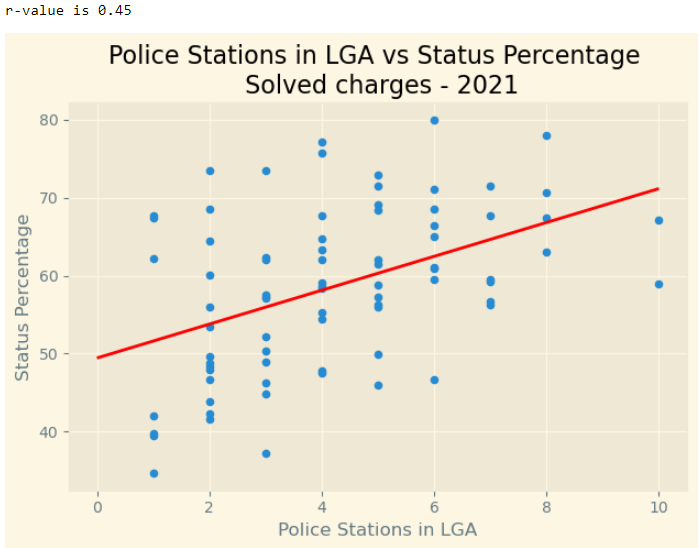 r-value is 0.45
Police Stations in LGA vs Status Percentage
Solved charges - 2021
80
70
60
50
40
Status Percentage
0 2 4 6 8 10
Police Stations in LGA